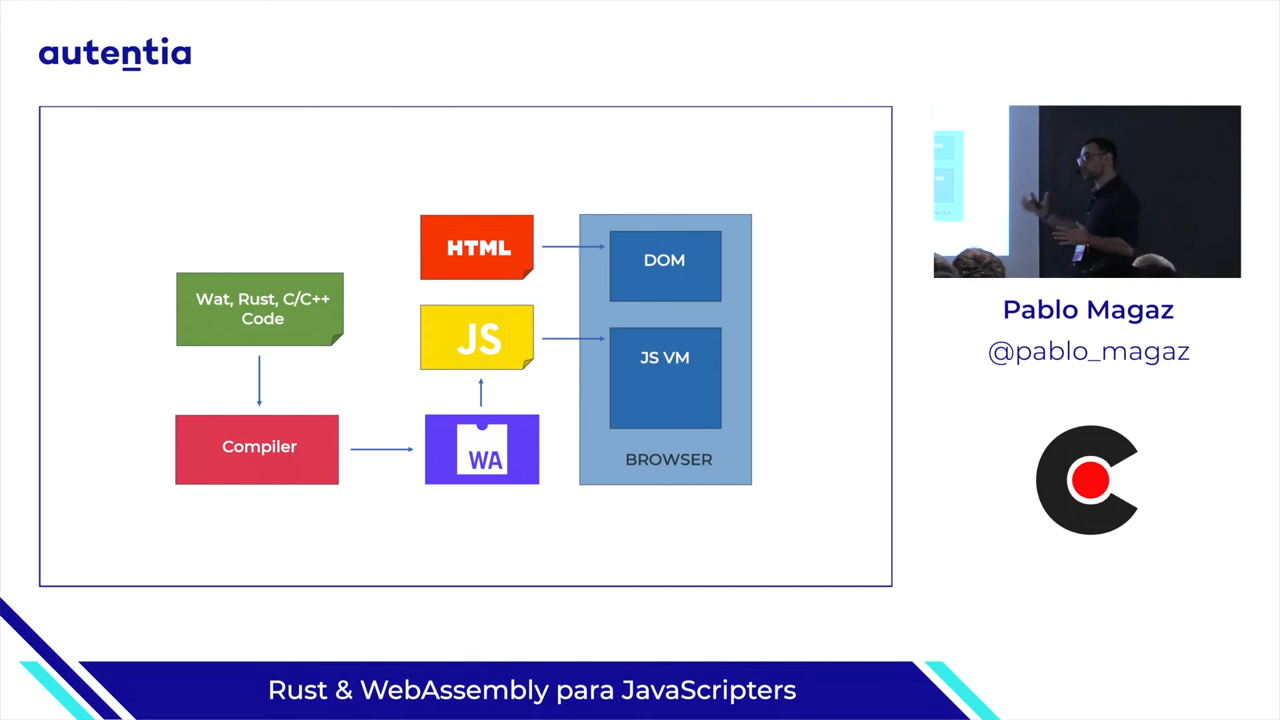 autentia
HTML
DOM
Wat, Rust, C/C++
Code
JS
JS VM
Compiler
WA
BROWSER
Pablo Magaz
@pablo_magaz
Rust & WebAssembly para JavaScripters